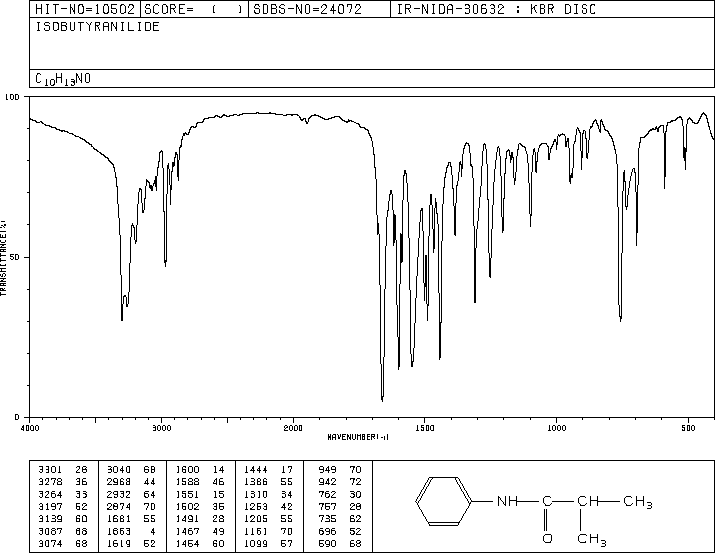 HIT-NO=10502 SCORE= ( ) SDBS-NO=24072 IR-NIDA-30632 : KBR DISC
ISOBUTYRANILIDE
C10H13NO
100
TRANSMITTANCE(%)
50
0
4000 3000 2000 1500 1000 500
WAVENUMBER(-1)
3301 28 3040 68 1600 14 1444 17 949 70
3278 36 2968 44 1588 46 1386 55 942 72
3264 33 2932 64 1551 15 1310 34 762 30
3197 52 2874 70 1502 35 1253 42 757 28
3139 60 1681 55 1491 28 1205 55 735 62
3087 66 1663 4 1467 49 1161 70 696 52
3074 68 1619 52 1454 60 1099 57 590 68
NH C CH CH3
O CH3